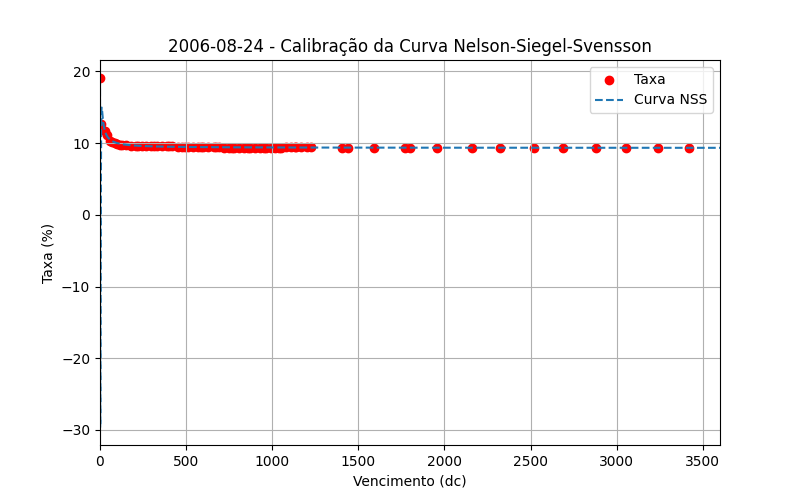 2006-08-24 - Calibração da Curva Nelson-Siegel-Svensson
Taxa
Curva NSS
Taxa (%)
20
10
0
−10
−20
−30
0 500 1000 1500 2000 2500 3000 3500
Vencimento (dc)